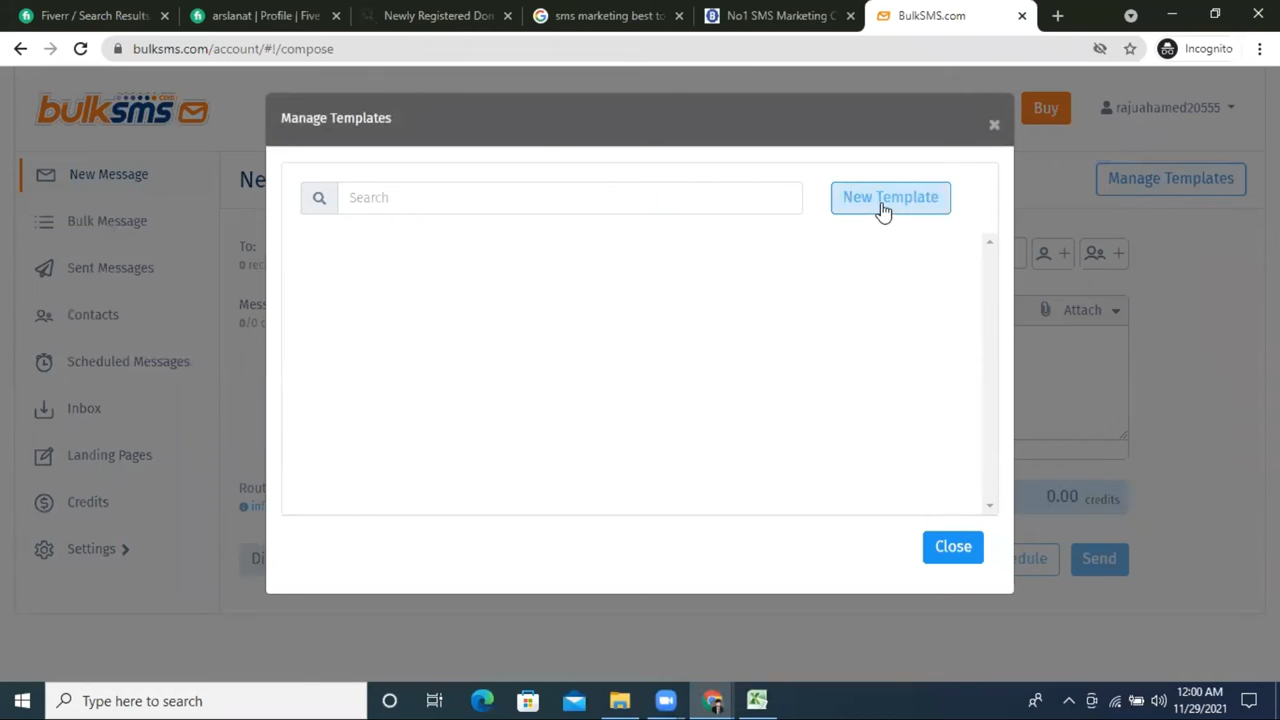 Fiverr / Search Results
arslanat | Profile | Five
Newly Registered Don
sms marketing best to
No1 SMS Marketing C
BulkSMS.com
bulksms.com/account/#!/compose
Incognito
bulksms.com
Manage Templates
Buy
rajuahamed20555
New Message
Ne
Manage Templates
Search
New Template
Bulk Message
To:
0 rec
Sent Messages
Mess
0/0 c
Attach
Contacts
Scheduled Messages
Inbox
Landing Pages
Rout
inf
0.00 credits
Credits
Close
Settings
Di
edule
Send
Type here to search
12:00 AM
11/29/2021